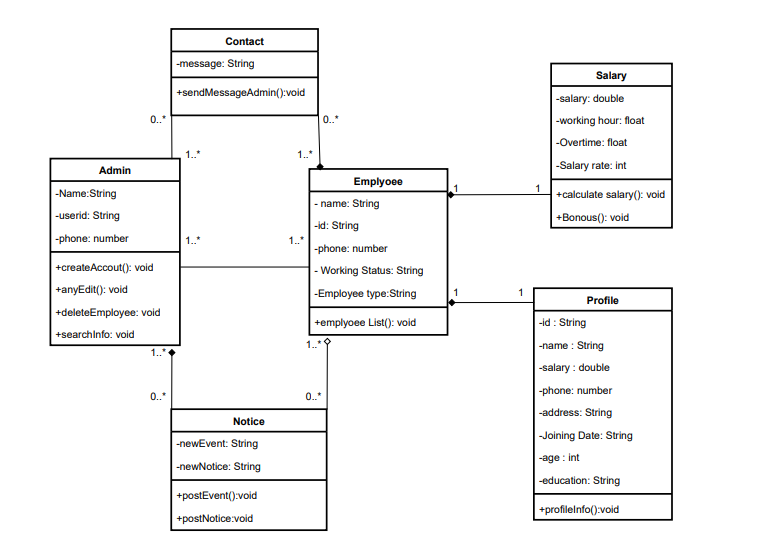 Contact
-message: String
+sendMessageAdmin():void
0..*
0..*
1..*
1..*
Salary
-salary: double
-working hour: float
-Overtime: float
-Salary rate: int
+calculate salary(): void
+Bonous(): void
Admin
-Name:String
-userid: String
-phone: number
+createAccout(): void
+anyEdit(): void
+deleteEmployee: void
+searchInfo: void
1..*
1..*
Emplyoee
- name: String
-id: String
-phone: number
- Working Status: String
-Employee type:String
+emplyoee List(): void
1
1
1
1
Profile
-id : String
-name : String
-salary : double
-phone: number
-address: String
-Joining Date: String
-age : int
-education: String
+profileInfo():void
1..*
1..*
0..*
0..*
Notice
-newEvent: String
-newNotice: String
+postEvent():void
+postNotice:void